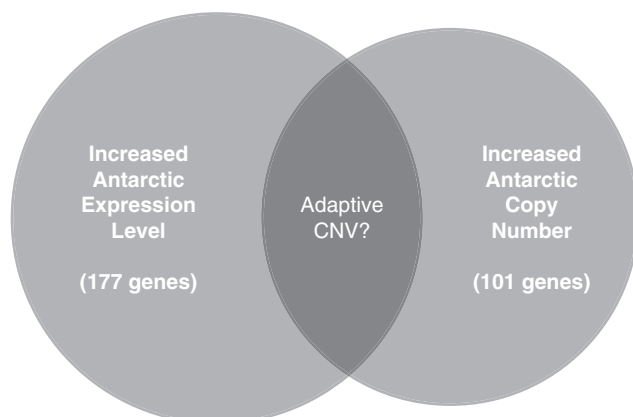 Increased
Antarctic
Expression
Level
(177 genes)
Adaptive
CNV?
Increased
Antarctic
Copy
Number
(101 genes)